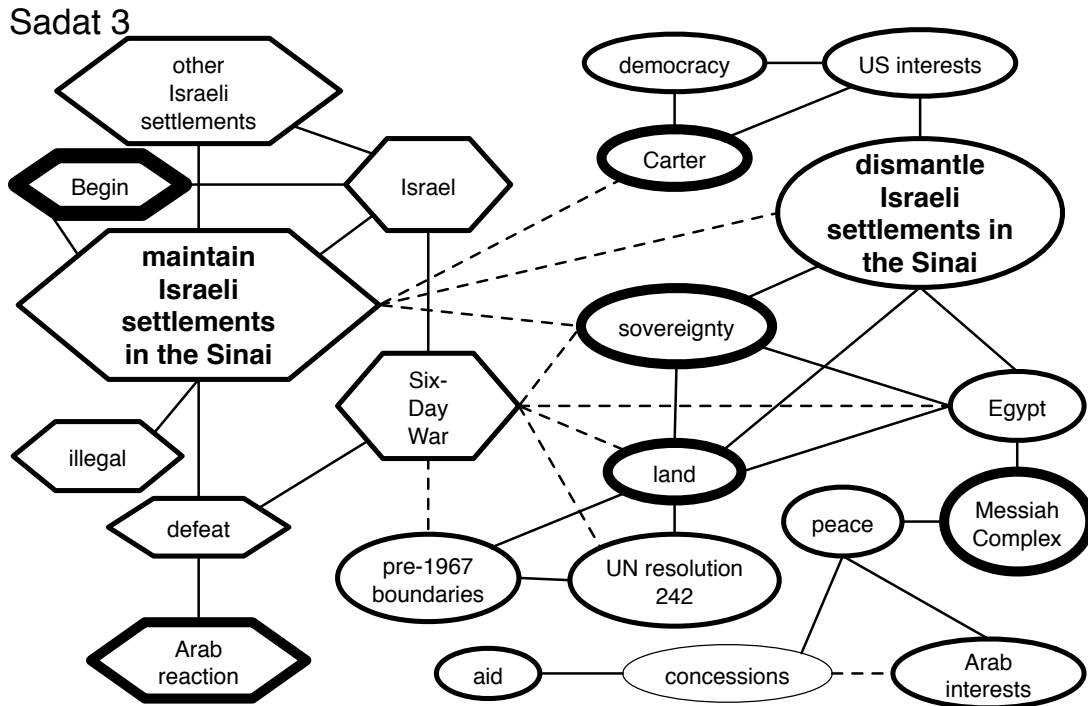 Sadat 3
other
Israeli
settlements
democracy
US interests
Begin
Israel
Carter
dismantle
Israeli
settlements in
the Sinai
maintain
Israeli
settlements
in the Sinai
sovereignty
Six-
Day
War
Egypt
illegal
land
defeat
peace
Messiah
Complex
pre-1967
boundaries
UN resolution
242
Arab
reaction
aid
concessions
Arab
interests